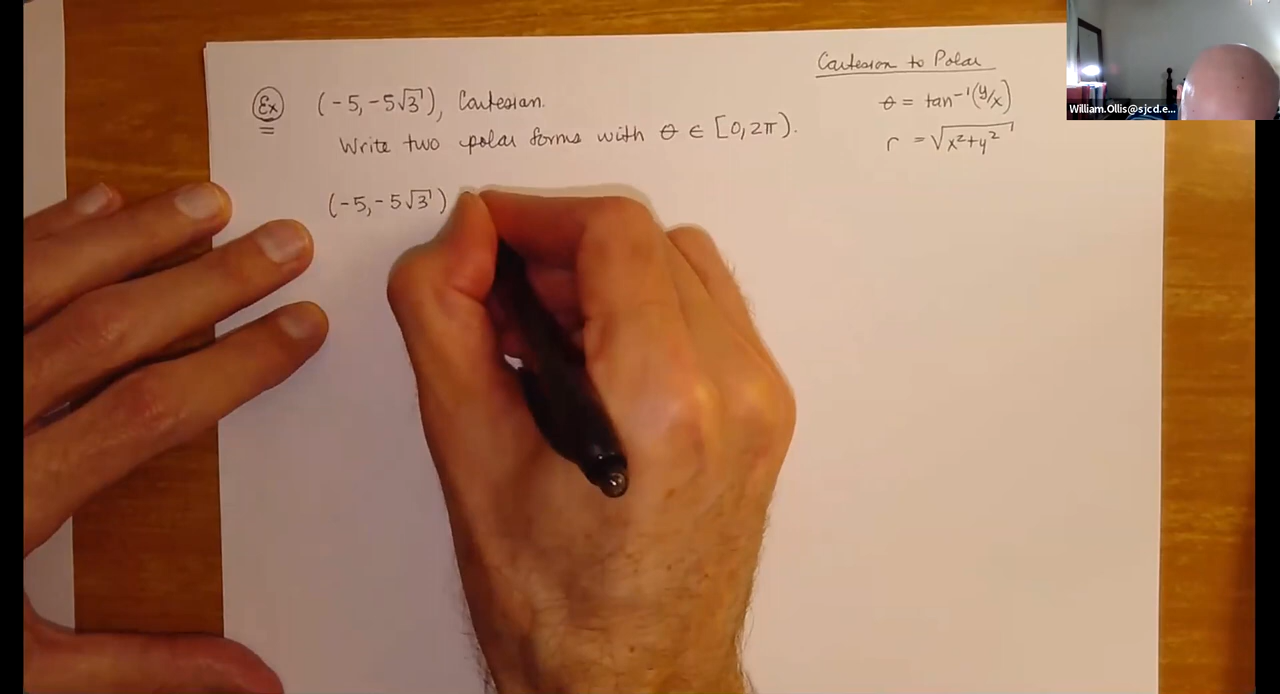 Ex (-5, -5√3), Cartesian.
Write two polar forms with θ ∈ [0, 2π).
(-5, -5√3)
Cartesian to Polar
θ = tan⁻¹(y/x)
r = √x²+y²
William.Ollis@sjcd.e...